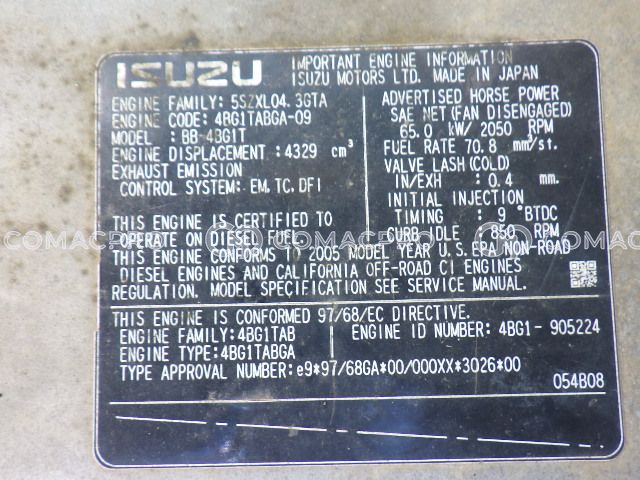 ISUZU
IMPORTANT ENGINE INFORMATION
ISUZU MOTORS LTD. MADE IN JAPAN
ENGINE FAMILY: 5SZXL04.3GTA
ENGINE CODE: 4RG1TABGA-09
MODEL : BB-4BG1T
ENGINE DISPLACEMENT: 4329 cm³
EXHAUST EMISSION
CONTROL SYSTEM: EM,TC,DFI
ADVERTISED HORSE POWER
SAE NET (FAN DISENGAGED)
65.0 kW/ 2050 RPM
FUEL RATE 70.8 mm³/st.
VALVE LASH (COLD)
IN/EXH : 0.4 mm.
INITIAL INJECTION
TIMING : 9 °BTDC
CURB IDLE 850 RPM
THIS ENGINE IS CERTIFIED TO
OPERATE ON DIESEL FUEL.
THIS ENGINE CONFORMS TO 2005 MODEL YEAR U.S. EPA NON-ROAD
DIESEL ENGINES AND CALIFORNIA OFF-ROAD CI ENGINES
REGULATION. MODEL SPECIFICATION SEE SERVICE MANUAL.
THIS ENGINE IS CONFORMED 97/68/EC DIRECTIVE.
ENGINE FAMILY:4BG1TAB
ENGINE ID NUMBER: 4BG1- 905224
ENGINE TYPE:4BG1TABGA
TYPE APPROVAL NUMBER:e9*97/68GA*00/000XX*3026*00
054B08